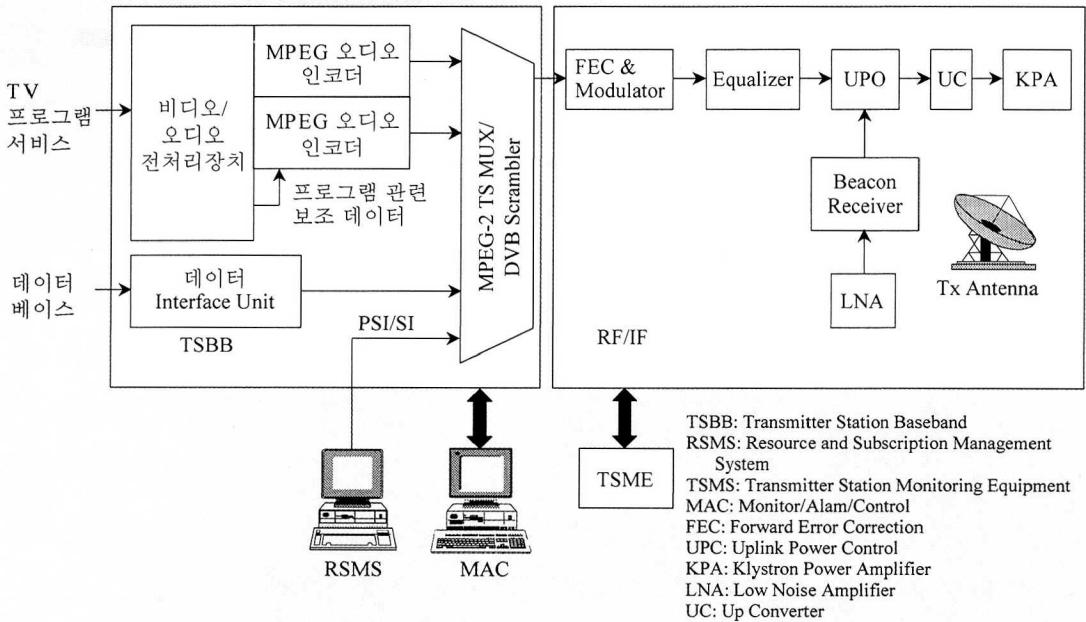 TV
프로그램
서비스
비디오/
오디오
전처리장치
MPEG 오디오
인코더
MPEG 오디오
인코더
프로그램 관련
보조 데이터
데이터
베이스
데이터
Interface Unit
TSBB
PSI/SI
MPEG-2 TS MUX/
DVB Scrambler
FEC &
Modulator
Equalizer
UPO
UC
KPA
Beacon
Receiver
LNA
Tx Antenna
RF/IF
RSMS
MAC
TSME
TSBB: Transmitter Station Baseband
RSMS: Resource and Subscription Management
System
TSMS: Transmitter Station Monitoring Equipment
MAC: Monitor/Alam/Control
FEC: Forward Error Correction
UPC: Uplink Power Control
KPA: Klystron Power Amplifier
LNA: Low Noise Amplifier
UC: Up Converter